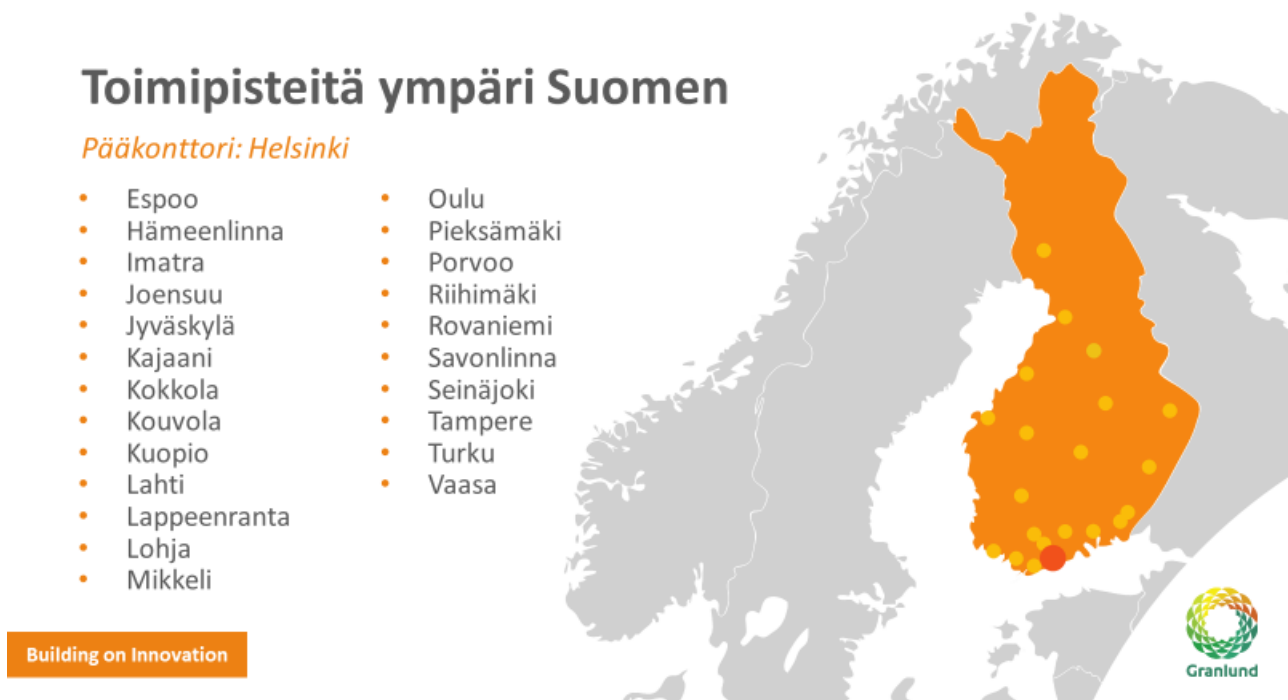 Toimipisteitä ympäri Suomen
Pääkonttori: Helsinki
• Espoo
• Hämeenlinna
• Imatra
• Joensuu
• Jyväskylä
• Kajaani
• Kokkola
• Kouvola
• Kuopio
• Lahti
• Lappeenranta
• Lohja
• Mikkeli
• Oulu
• Pieksämäki
• Porvoo
• Riihimäki
• Rovaniemi
• Savonlinna
• Seinäjoki
• Tampere
• Turku
• Vaasa
Building on Innovation
Granlund